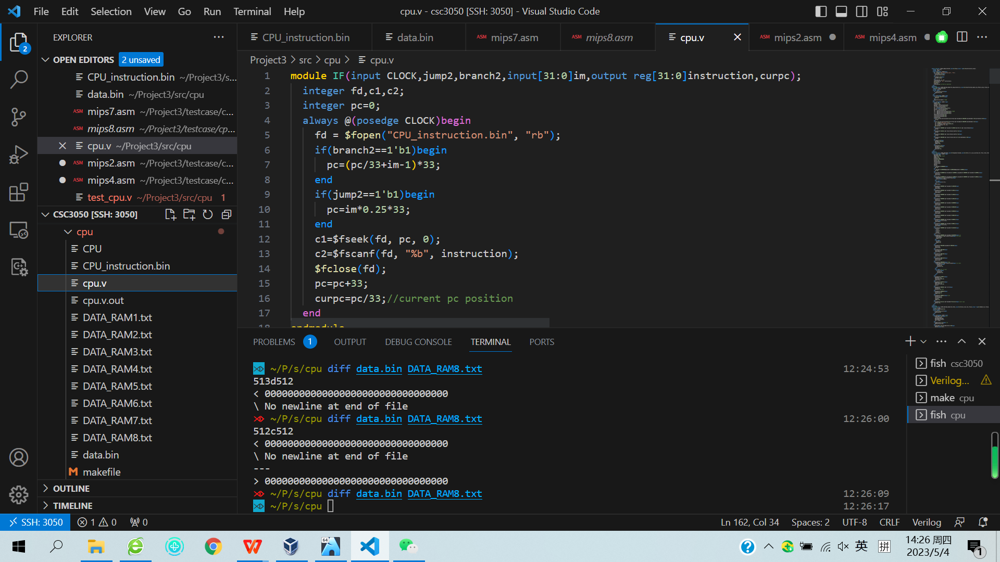 File Edit Selection View Go Run Terminal Help
cpu.v - csc3050 [SSH: 3050] - Visual Studio Code
EXPLORER
2
OPEN EDITORS 2 unsaved
CPU_instruction.bin ~/Project3/s...
data.bin ~/Project3/src/cpu
ASM mips7.asm ~/Project3/testcase/c...
ASM mips8.asm ~/Project3/testcase/cp...
cpu.v ~/Project3/src/cpu
ASM mips2.asm ~/Project3/testcase/c...
ASM mips4.asm ~/Project3/testcase/c...
test_cpu.v ~/Project3/src/cpu 1
CSC3050 [SSH: 3050]
cpu
CPU
CPU_instruction.bin
cpu.v
cpu.v.out
DATA_RAM1.txt
DATA_RAM2.txt
DATA_RAM3.txt
DATA_RAM4.txt
DATA_RAM5.txt
DATA_RAM6.txt
DATA_RAM7.txt
DATA_RAM8.txt
data.bin
makefile
OUTLINE
TIMELINE
CPU_instruction.bin data.bin ASM mips7.asm ASM mips8.asm cpu.v ASM mips2.asm ASM mips4.asm
Project3 > src > cpu > cpu.v
1 module IF(input CLOCK,jump2,branch2,input[31:0]im,output reg[31:0]instruction,curpc);
2 integer fd,c1,c2;
3 integer pc=0;
4 always @(posedge CLOCK)begin
5 fd = $fopen("CPU_instruction.bin", "rb");
6 if(branch2==1'b1)begin
7 pc=(pc/33+im-1)*33;
8 end
9 if(jump2==1'b1)begin
10 pc=im*0.25*33;
11 end
12 c1=$fseek(fd, pc, 0);
13 c2=$fscanf(fd, "%b", instruction);
14 $fclose(fd);
15 pc=pc+33;
16 curpc=pc/33;//current pc position
17 end
18 endmodule
PROBLEMS 1 OUTPUT DEBUG CONSOLE TERMINAL PORTS
~/P/s/cpu diff data.bin DATA_RAM8.txt 12:24:53
513d512
< 00000000000000000000000000000000
\ No newline at end of file
~/P/s/cpu diff data.bin DATA_RAM8.txt 12:26:00
512c512
< 00000000000000000000000000000000
\ No newline at end of file
---
> 00000000000000000000000000000000
~/P/s/cpu diff data.bin DATA_RAM8.txt 12:26:09
~/P/s/cpu 12:26:17
fish csc3050
Verilog...
make cpu
fish cpu
SSH: 3050 1 0 0
Ln 162, Col 34 Spaces: 2 UTF-8 CRLF Verilog
64
英 拼
14:26 周四
2023/5/4
1